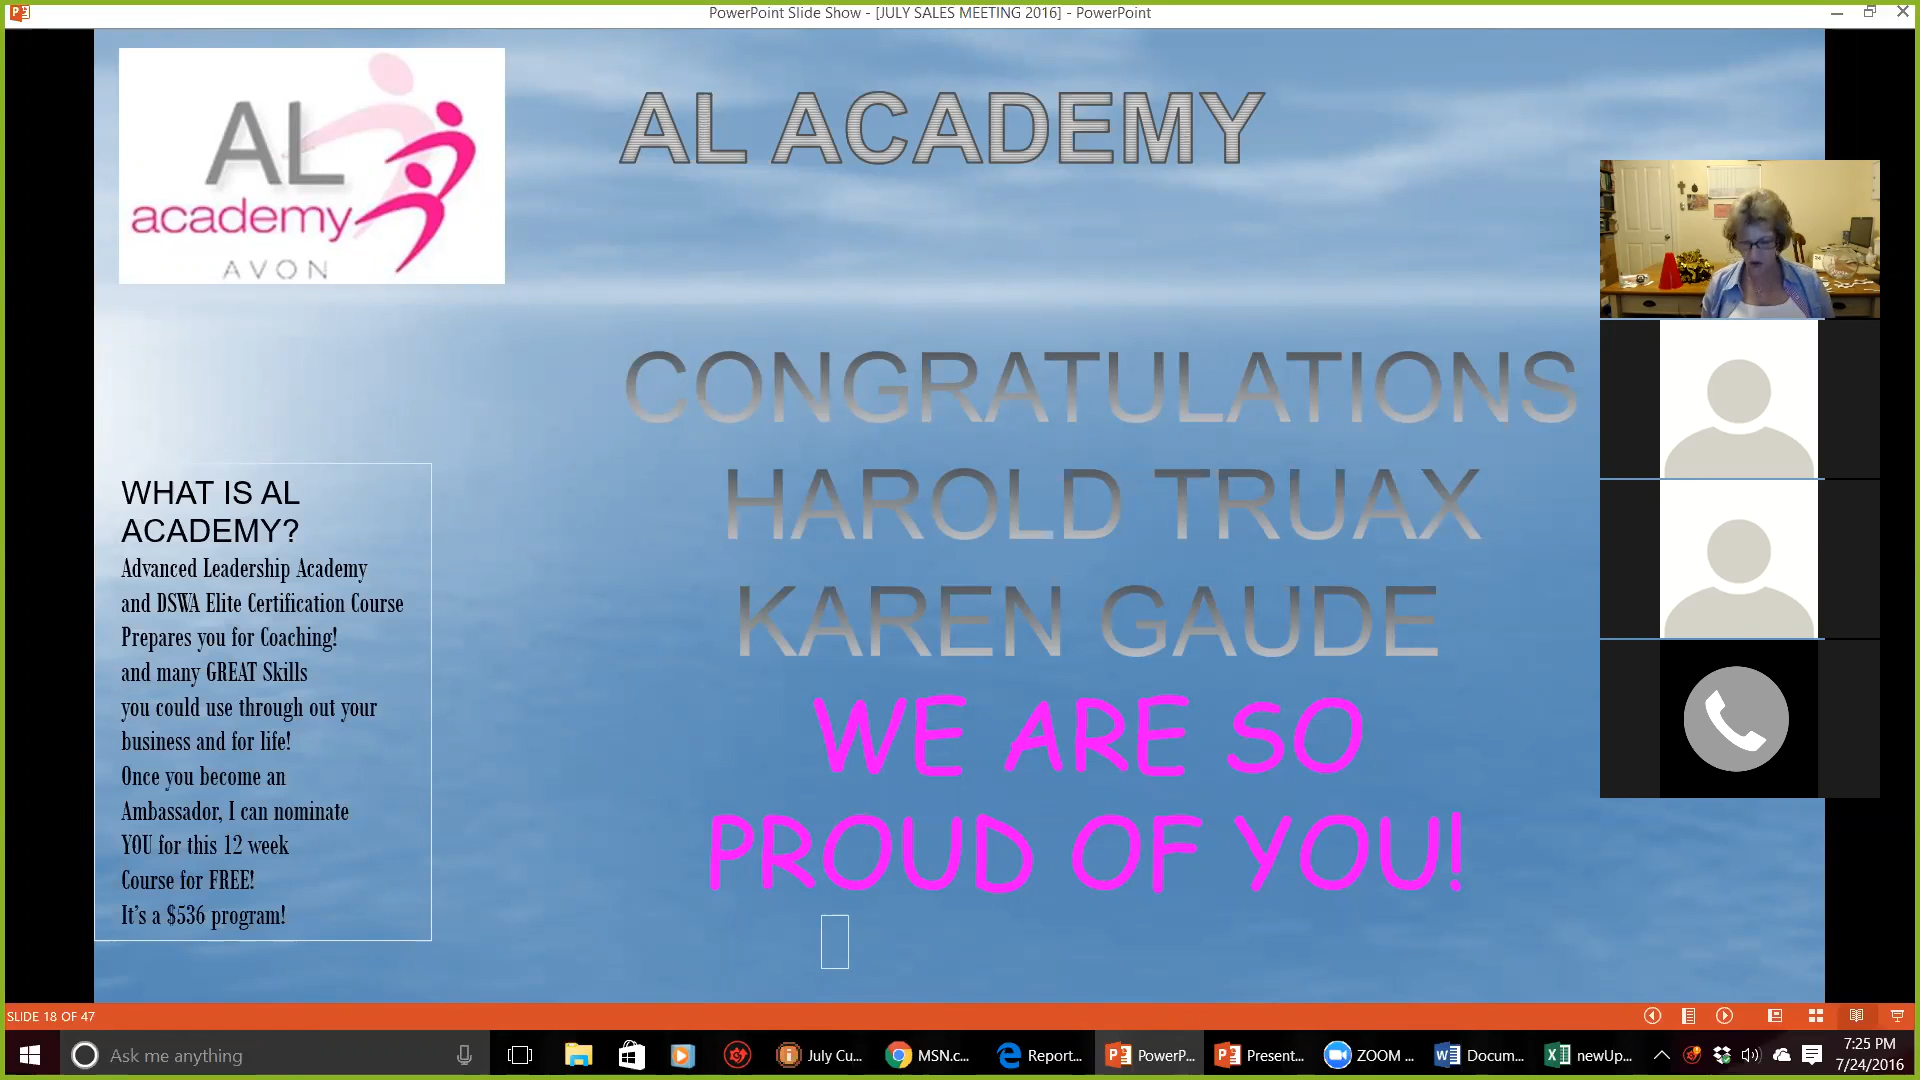 PowerPoint Slide Show - [JULY SALES MEETING 2016] - PowerPoint
AL
academy
AVON
AL ACADEMY
CONGRATULATIONS
HAROLD TRUAX
KAREN GAUDE
WE ARE SO
PROUD OF YOU!
WHAT IS AL
ACADEMY?
Advanced Leadership Academy
and DSWA Elite Certification Course
Prepares you for Coaching!
and many GREAT Skills
you could use through out your
business and for life!
Once you become an
Ambassador, I can nominate
YOU for this 12 week
Course for FREE!
It's a $536 program!
SLIDE 18 OF 47
Ask me anything
July Cu...
MSN.c...
Report...
PowerP...
Present...
ZOOM ...
Docum...
newUp...
7:25 PM
7/24/2016